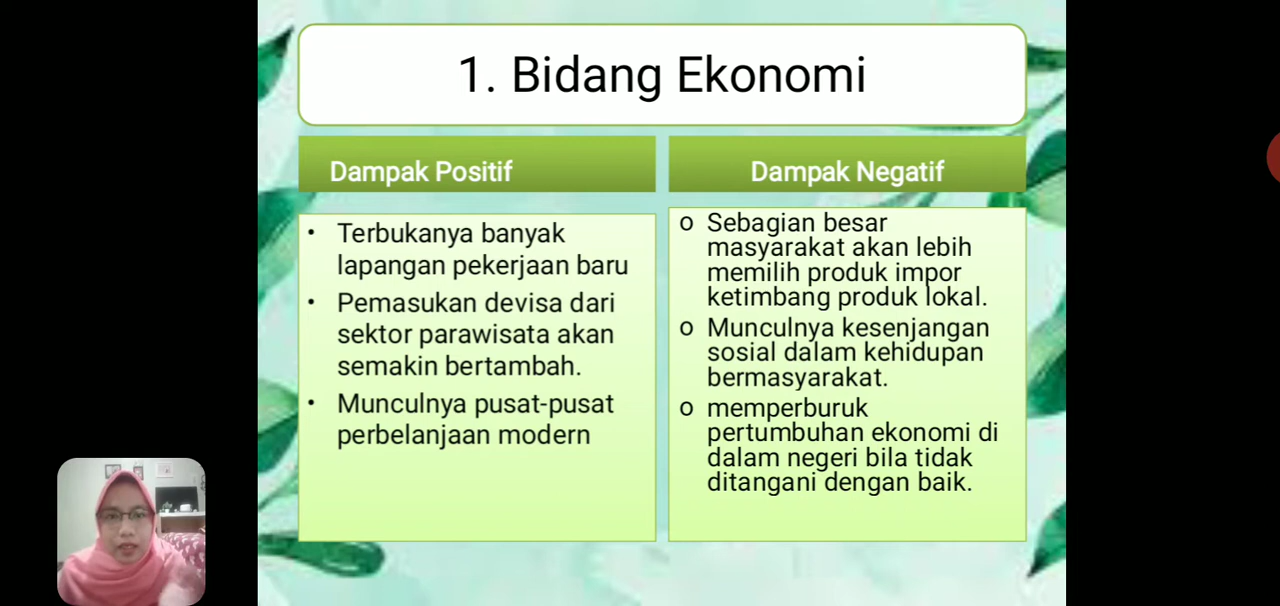 1. Bidang Ekonomi
Dampak Positif
• Terbukanya banyak
lapangan pekerjaan baru
• Pemasukan devisa dari
sektor parawisata akan
semakin bertambah.
• Munculnya pusat-pusat
perbelanjaan modern
Dampak Negatif
o Sebagian besar
masyarakat akan lebih
memilih produk impor
ketimbang produk lokal.
o Munculnya kesenjangan
sosial dalam kehidupan
bermasyarakat.
o memperburuk
pertumbuhan ekonomi di
dalam negeri bila tidak
ditangani dengan baik.